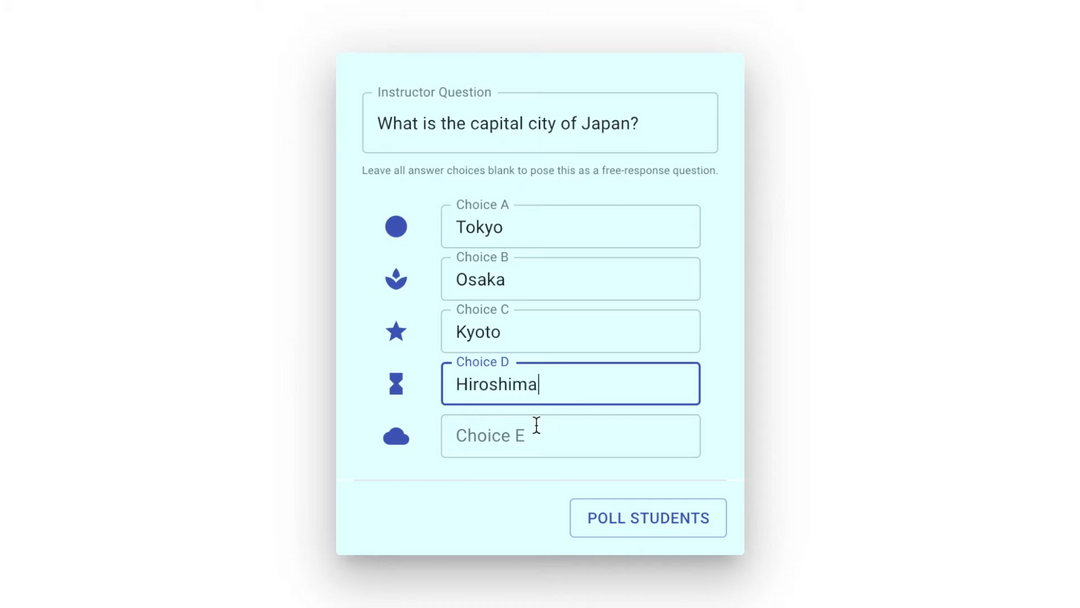 Instructor Question
What is the capital city of Japan?
Leave all answer choices blank to pose this as a free-response question.
Choice A
Tokyo
Choice B
Osaka
Choice C
Kyoto
Choice D
Hiroshima
Choice E
POLL STUDENTS